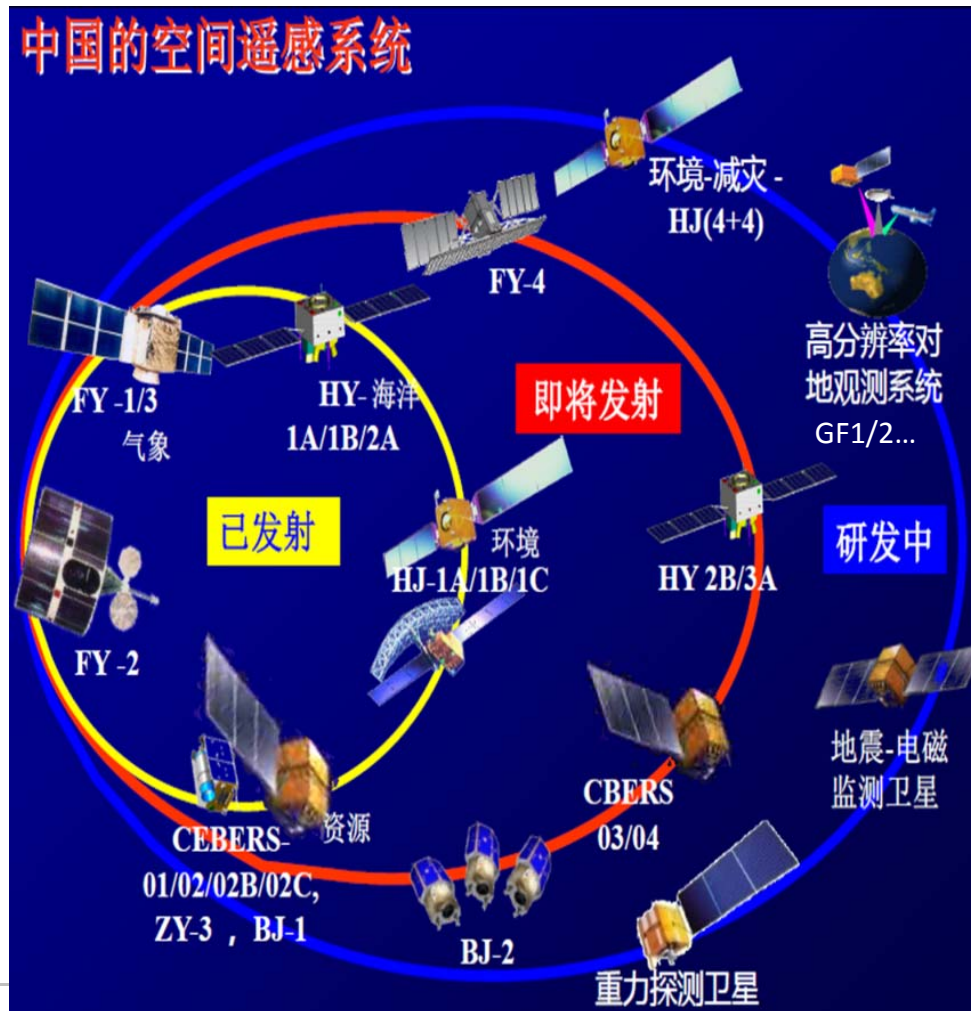 中国的空间遥感系统
环境-减灾 -
HJ(4+4)
FY-4
高分辨率对
地观测系统
GF1/2...
FY -1/3
气象
HY- 海洋
1A/1B/2A
即将发射
已发射
环境
HJ-1A/1B/1C
HY 2B/3A
研发中
FY -2
地震-电磁
监测卫星
CBERS
03/04
资源
CEBERS-
01/02/02B/02C,
ZY-3 , BJ-1
BJ-2
重力探测卫星